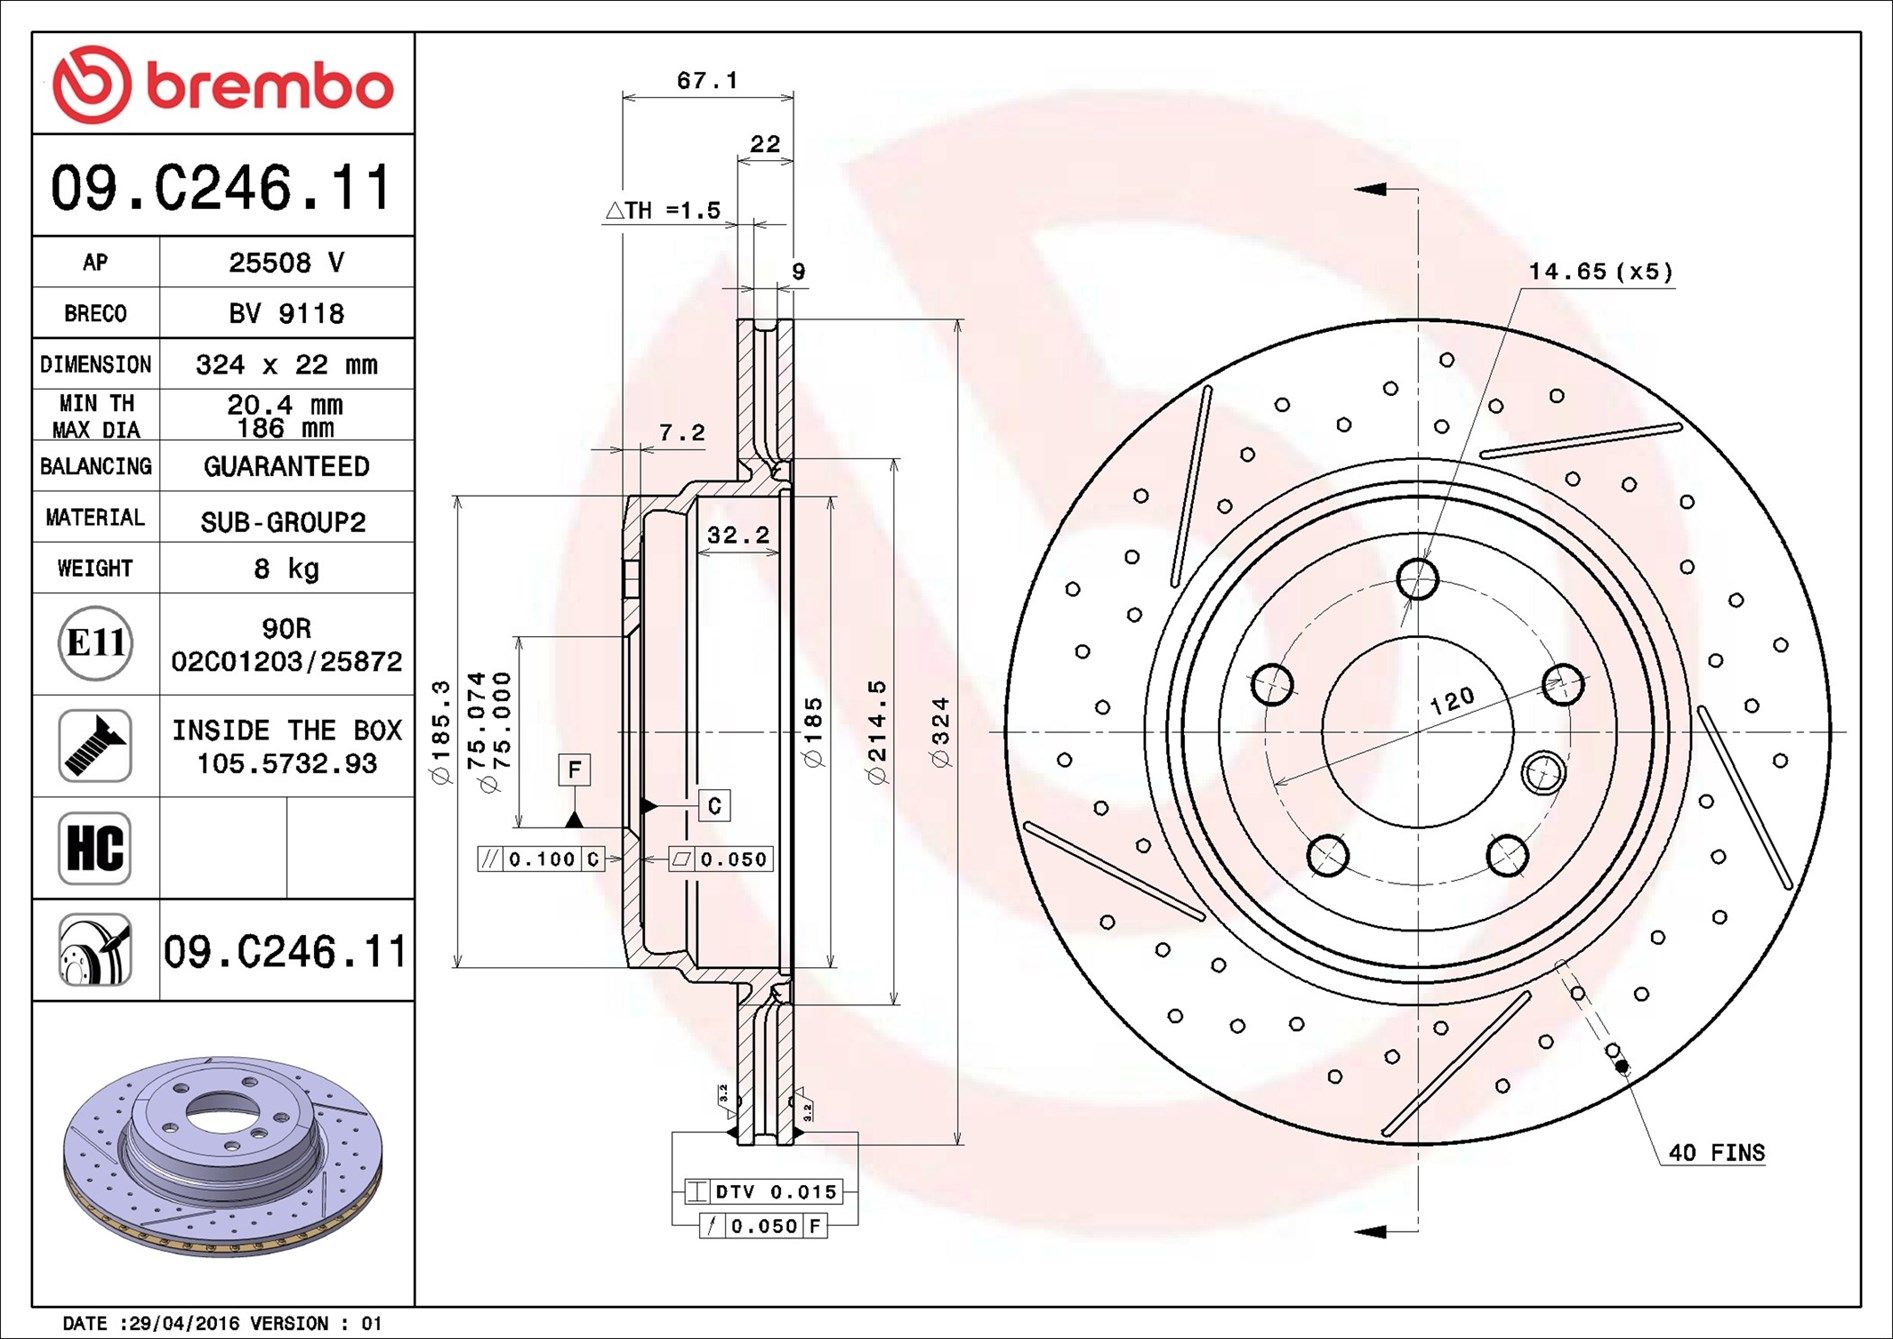 brembo
09.C246.11
AP 25508 V
BRECO BV 9118
DIMENSION 324 x 22 mm
MIN TH 20.4 mm
MAX DIA 186 mm
BALANCING GUARANTEED
MATERIAL SUB-GROUP2
WEIGHT 8 kg
E11
90R
02C01203/25872
INSIDE THE BOX
105.5732.93
HC
09.C246.11
DATE :29/04/2016 VERSION : 01
67.1
22
△TH =1.5
9
7.2
32.2
⌀185.3
⌀75.074
75.000
⌀185
⌀214.5
⌀324
F
C
// 0.100 C
⏥ 0.050
3.2
3.2
DTV 0.015
0.050 F
14.65(x5)
120
40 FINS